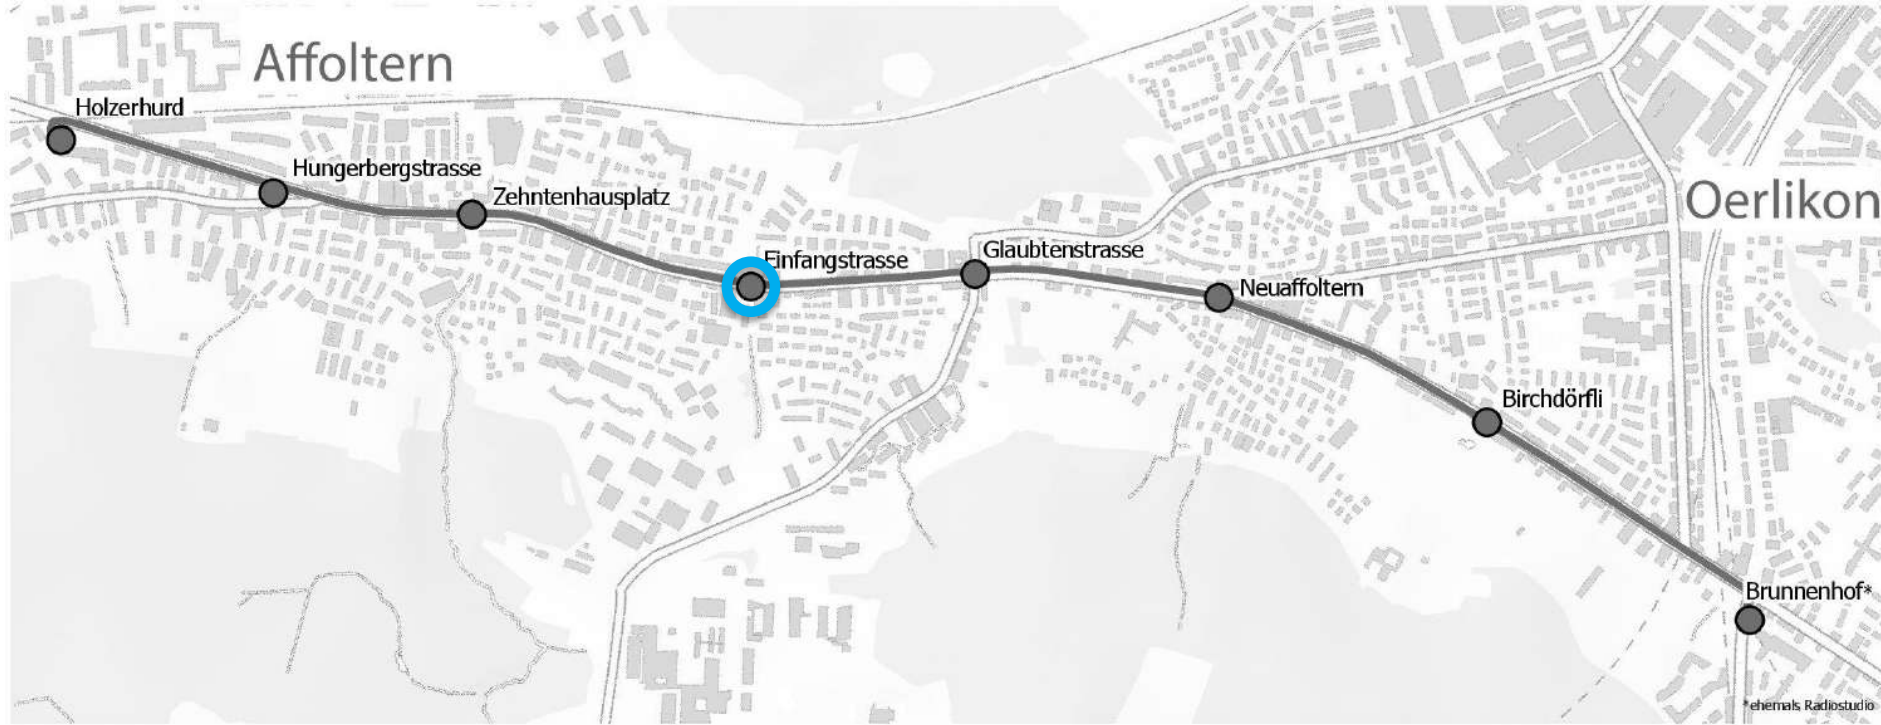 Affoltern
Holzerhurd
Hungerbergstrasse
Zehntenhausplatz
Oerlikon
Einfangstrasse
Glaubtenstrasse
Neuaffoltern
Birchdörfli
Brunnenhof*
*ehemals Radiostudio